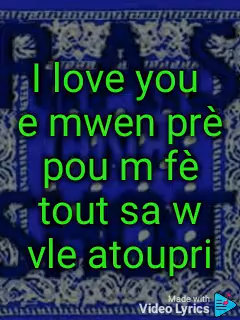 I love you
e mwen prè
pou m fè
tout sa w
vle atoupri
Made with
Video Lyrics